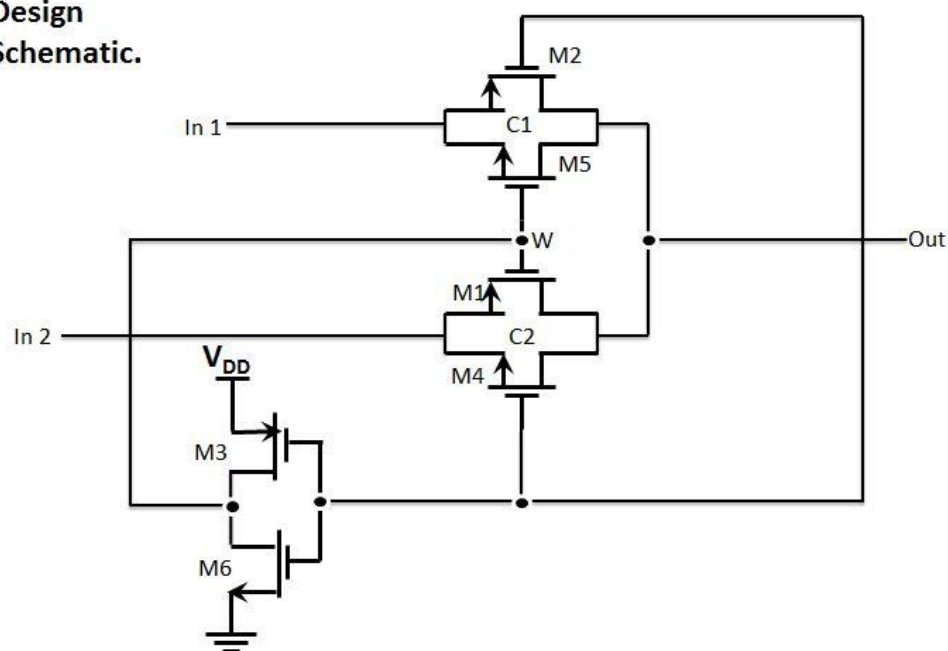 Design
Schematic.
M2
In 1
C1
M5
W
Out
M1
In 2
C2
VDD
M4
M3
M6